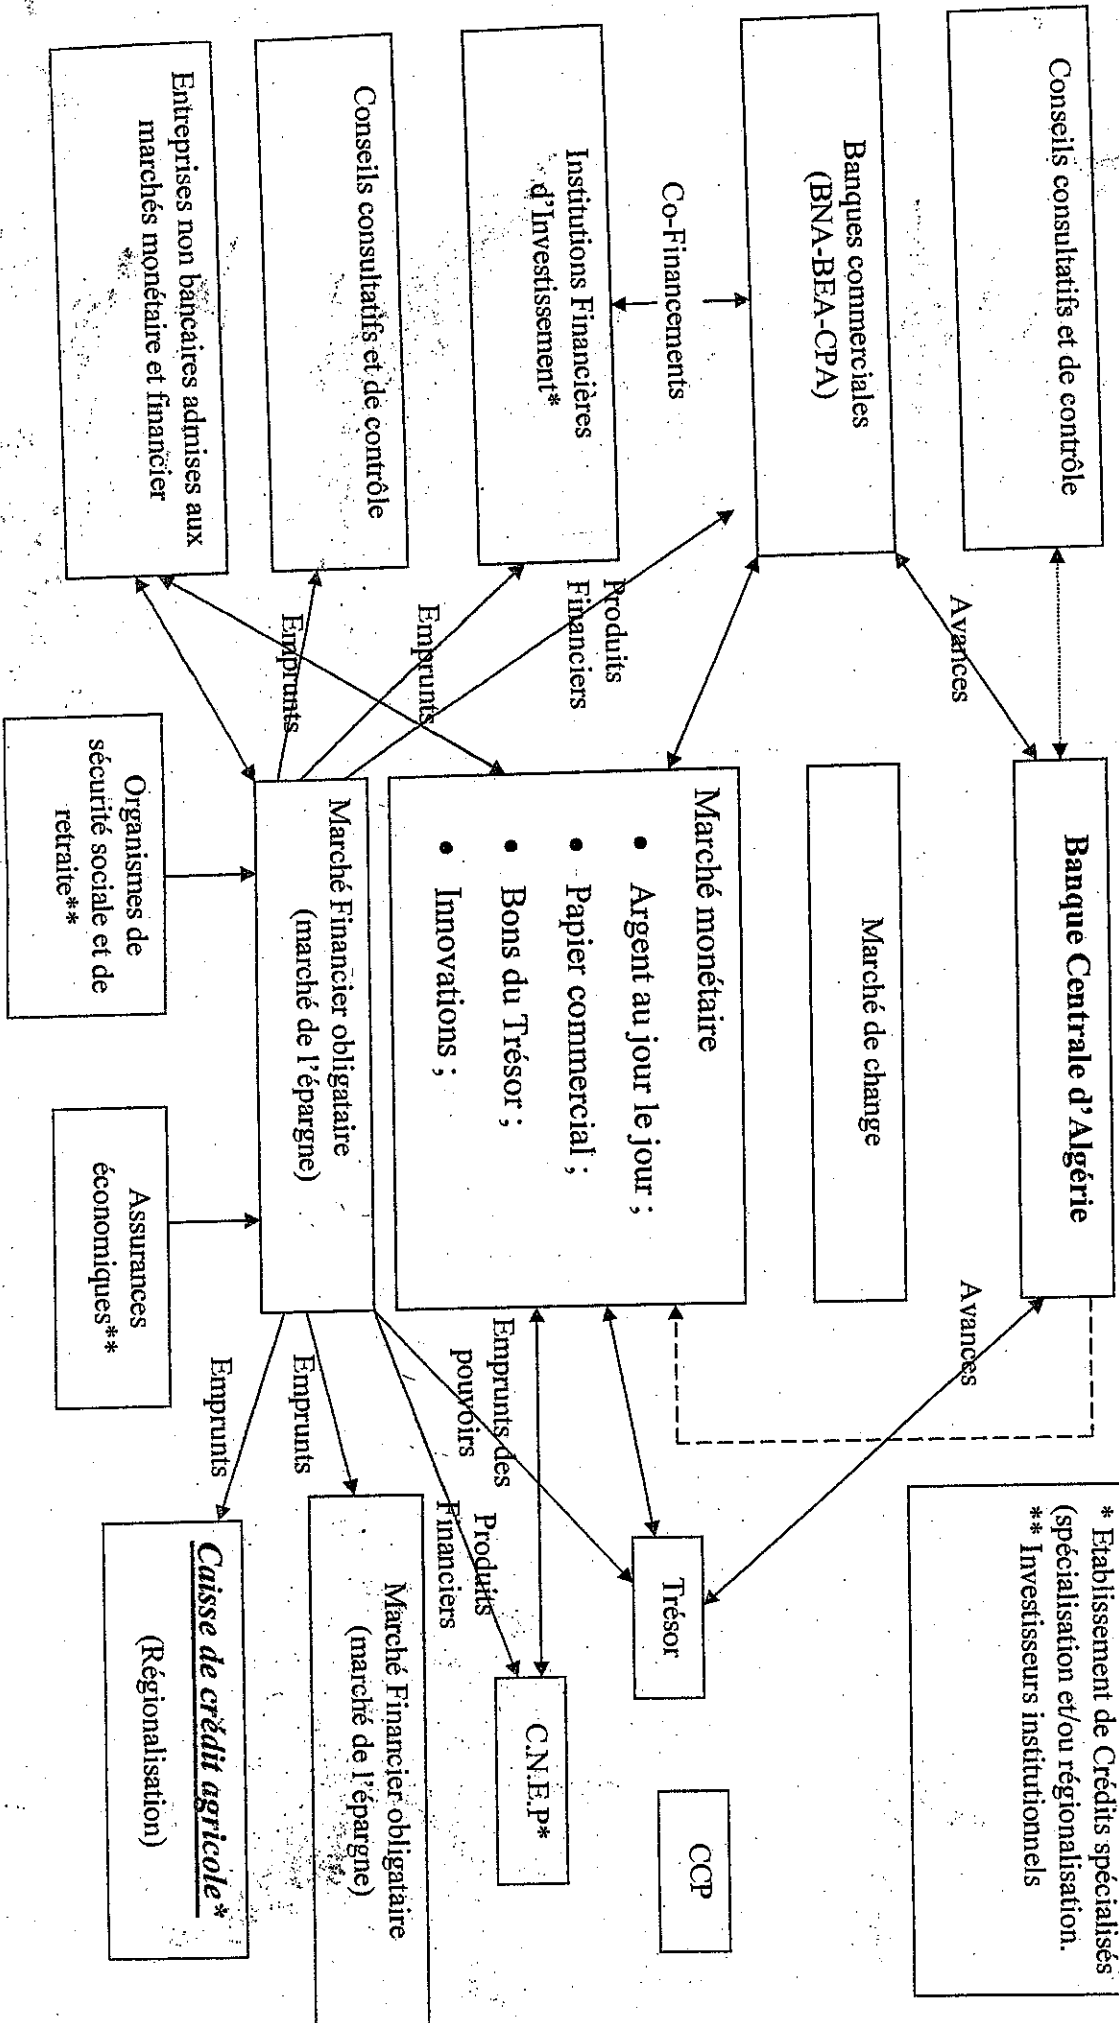 Conseils consultatifs et de contrôle
Banque Centrale d'Algérie
* Etablissement de Crédits spécialisés
(spécialisation et/ou régionalisation.
** Investisseurs institutionnels
Avances
Avances
Banques commerciales
(BNA-BEA-CPA)
Marché de change
CCP
Co-Financements
Marché monétaire
• Argent au jour le jour ;
• Papier commercial ;
• Bons du Trésor ;
• Innovations ;
Trésor
Institutions Financières
d'Investissement*
Produits
Financiers
Emprunts des
pouvoirs
C.N.E.P*
Emprunts
Produits
Financiers
Conseils consultatifs et de contrôle
Emprunts
Marché Financier obligataire
(marché de l'épargne)
Emprunts
Marché Financier obligataire
(marché de l'épargne)
Entreprises non bancaires admises aux
marchés monétaire et financier
Emprunts
Caisse de crédit agricole*
(Régionalisation)
Organismes de
sécurité sociale et de
retraite**
Assurances
économiques**